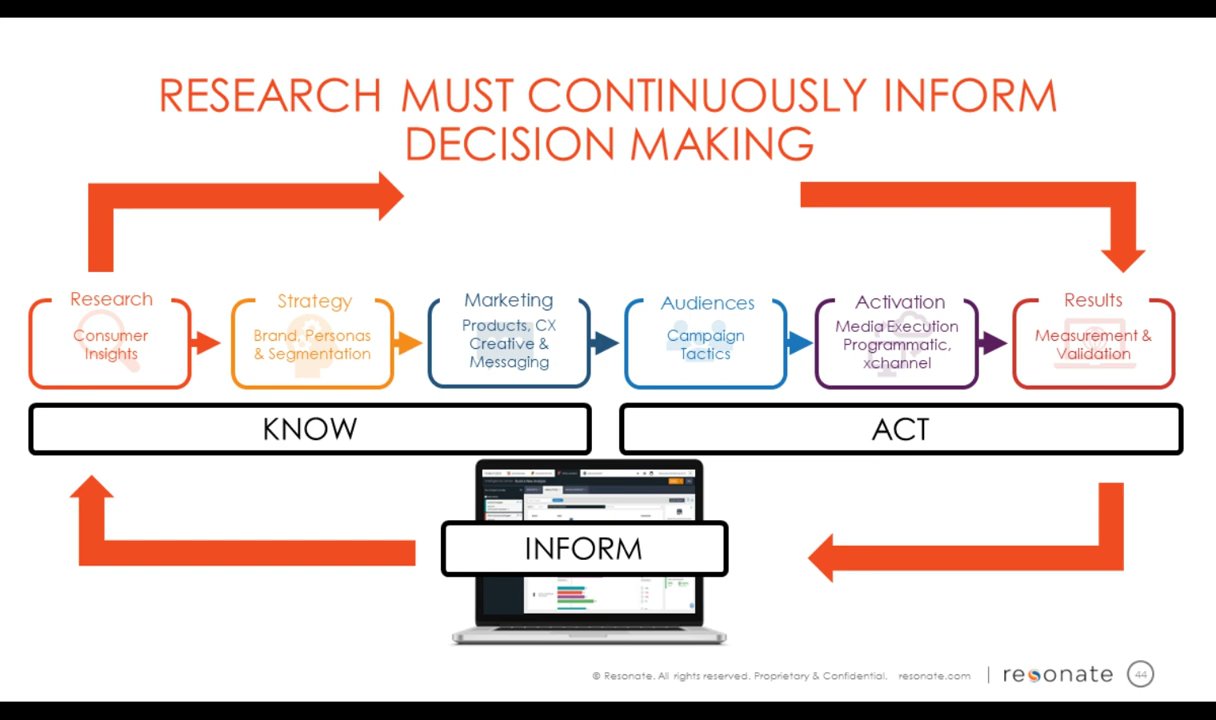 RESEARCH MUST CONTINUOUSLY INFORM
DECISION MAKING
Research
Consumer
Insights
Strategy
Brand, Personas
& Segmentation
Marketing
Products, CX
Creative &
Messaging
Audiences
Campaign
Tactics
Activation
Media Execution
Programmatic,
xchannel
Results
Measurement &
Validation
KNOW
ACT
INFORM
© Resonate. All rights reserved. Proprietary & Confidential. resonate.com
resonate
44